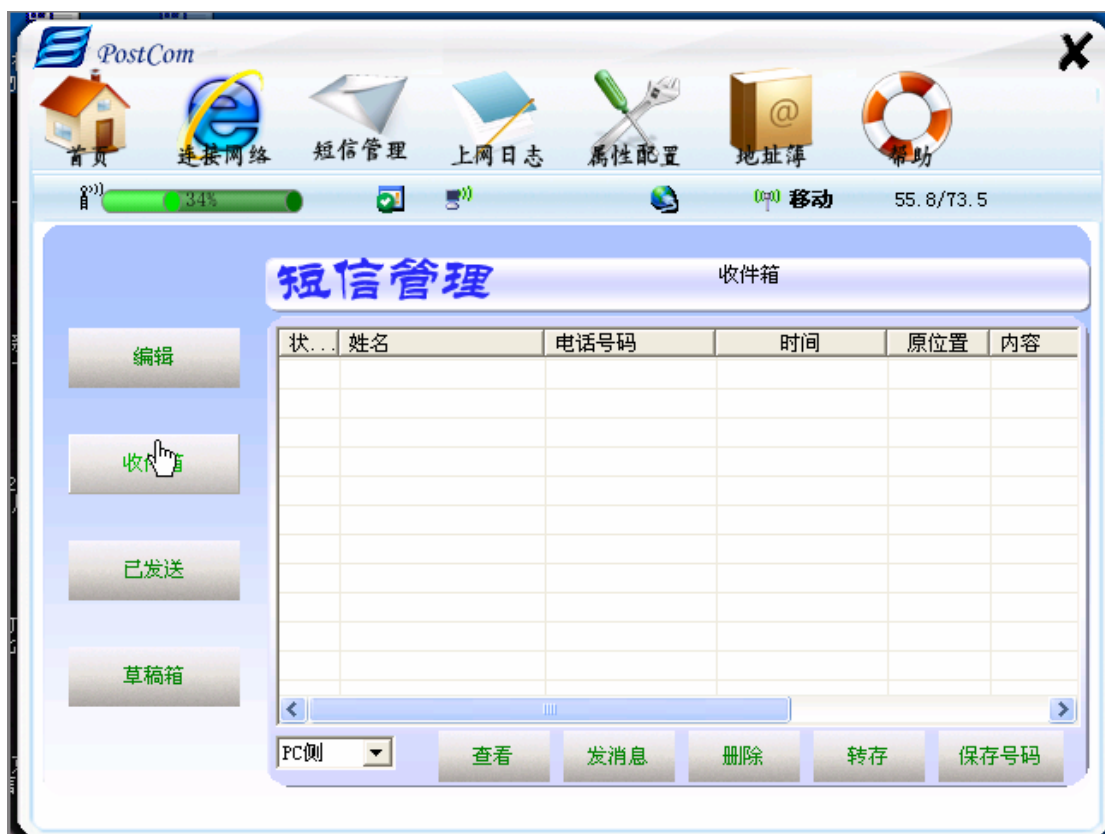 PostCom
首页 连接网络 短信管理 上网日志 属性配置 地址簿 帮助
34% 移动 55.8/73.5
短信管理 收件箱
状... 姓名 电话号码 时间 原位置 内容
编辑
收件箱
已发送
草稿箱
PC侧 查看 发消息 删除 转存 保存号码